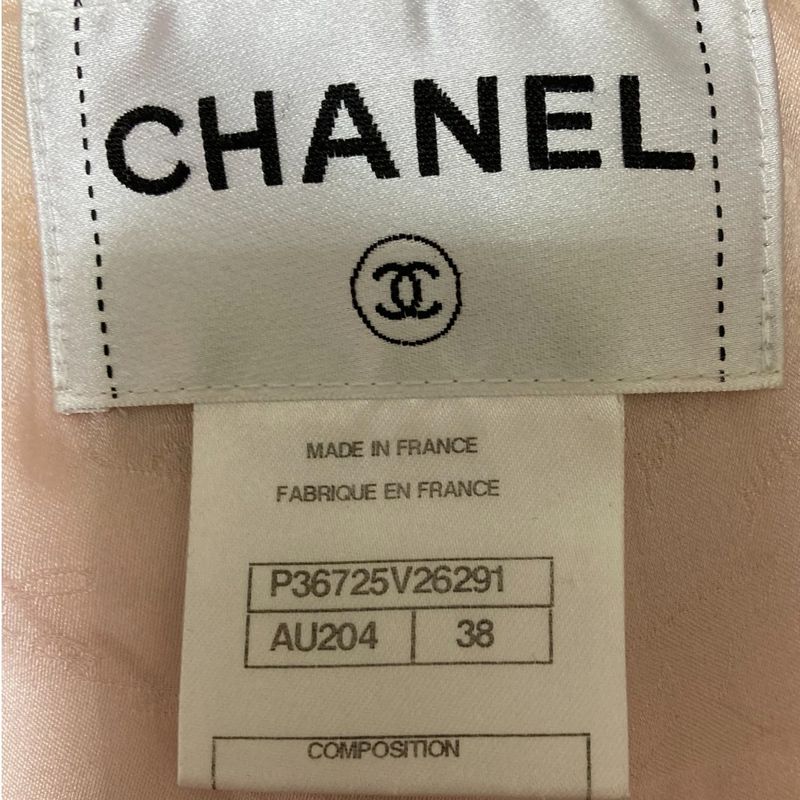 CHANEL
MADE IN FRANCE
FABRIQUE EN FRANCE
P36725V26291
AU204 38
COMPOSITION